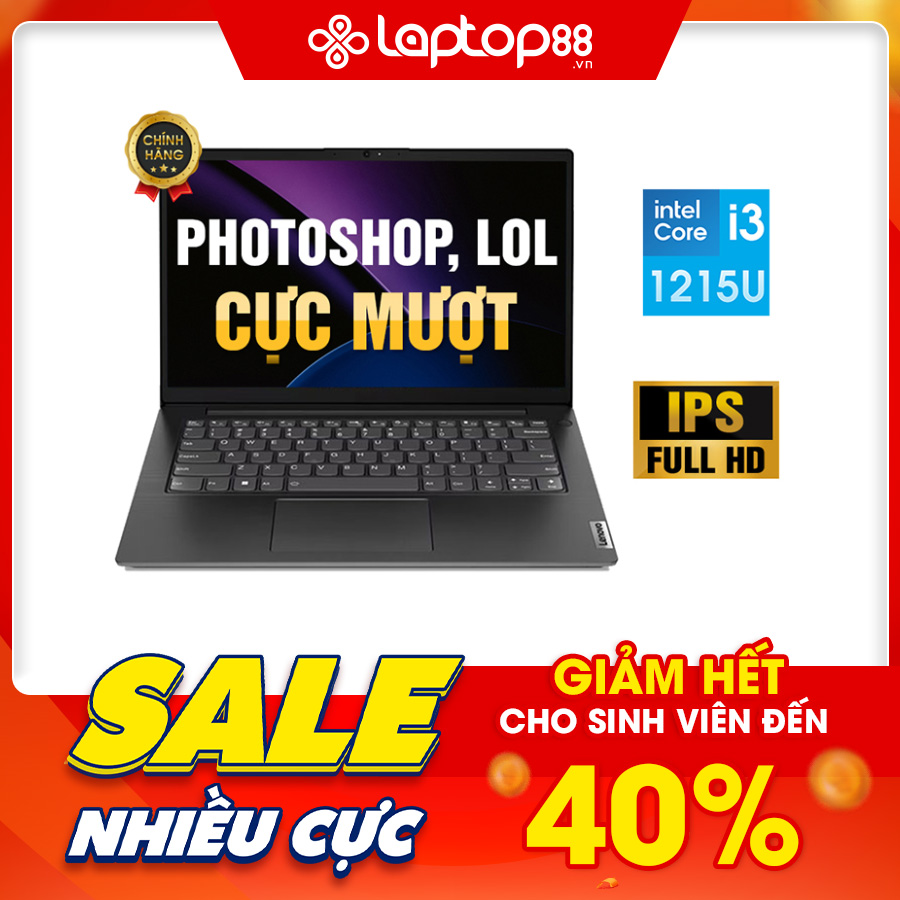 Laptop88
.vn
CHÍNH
HÃNG
PHOTOSHOP, LOL
CỰC MƯỢT
intel
Core i3
1215U
IPS
FULL HD
Lenovo
SALE
NHIỀU CỰC
GIẢM HẾT
CHO SINH VIÊN ĐẾN
40%